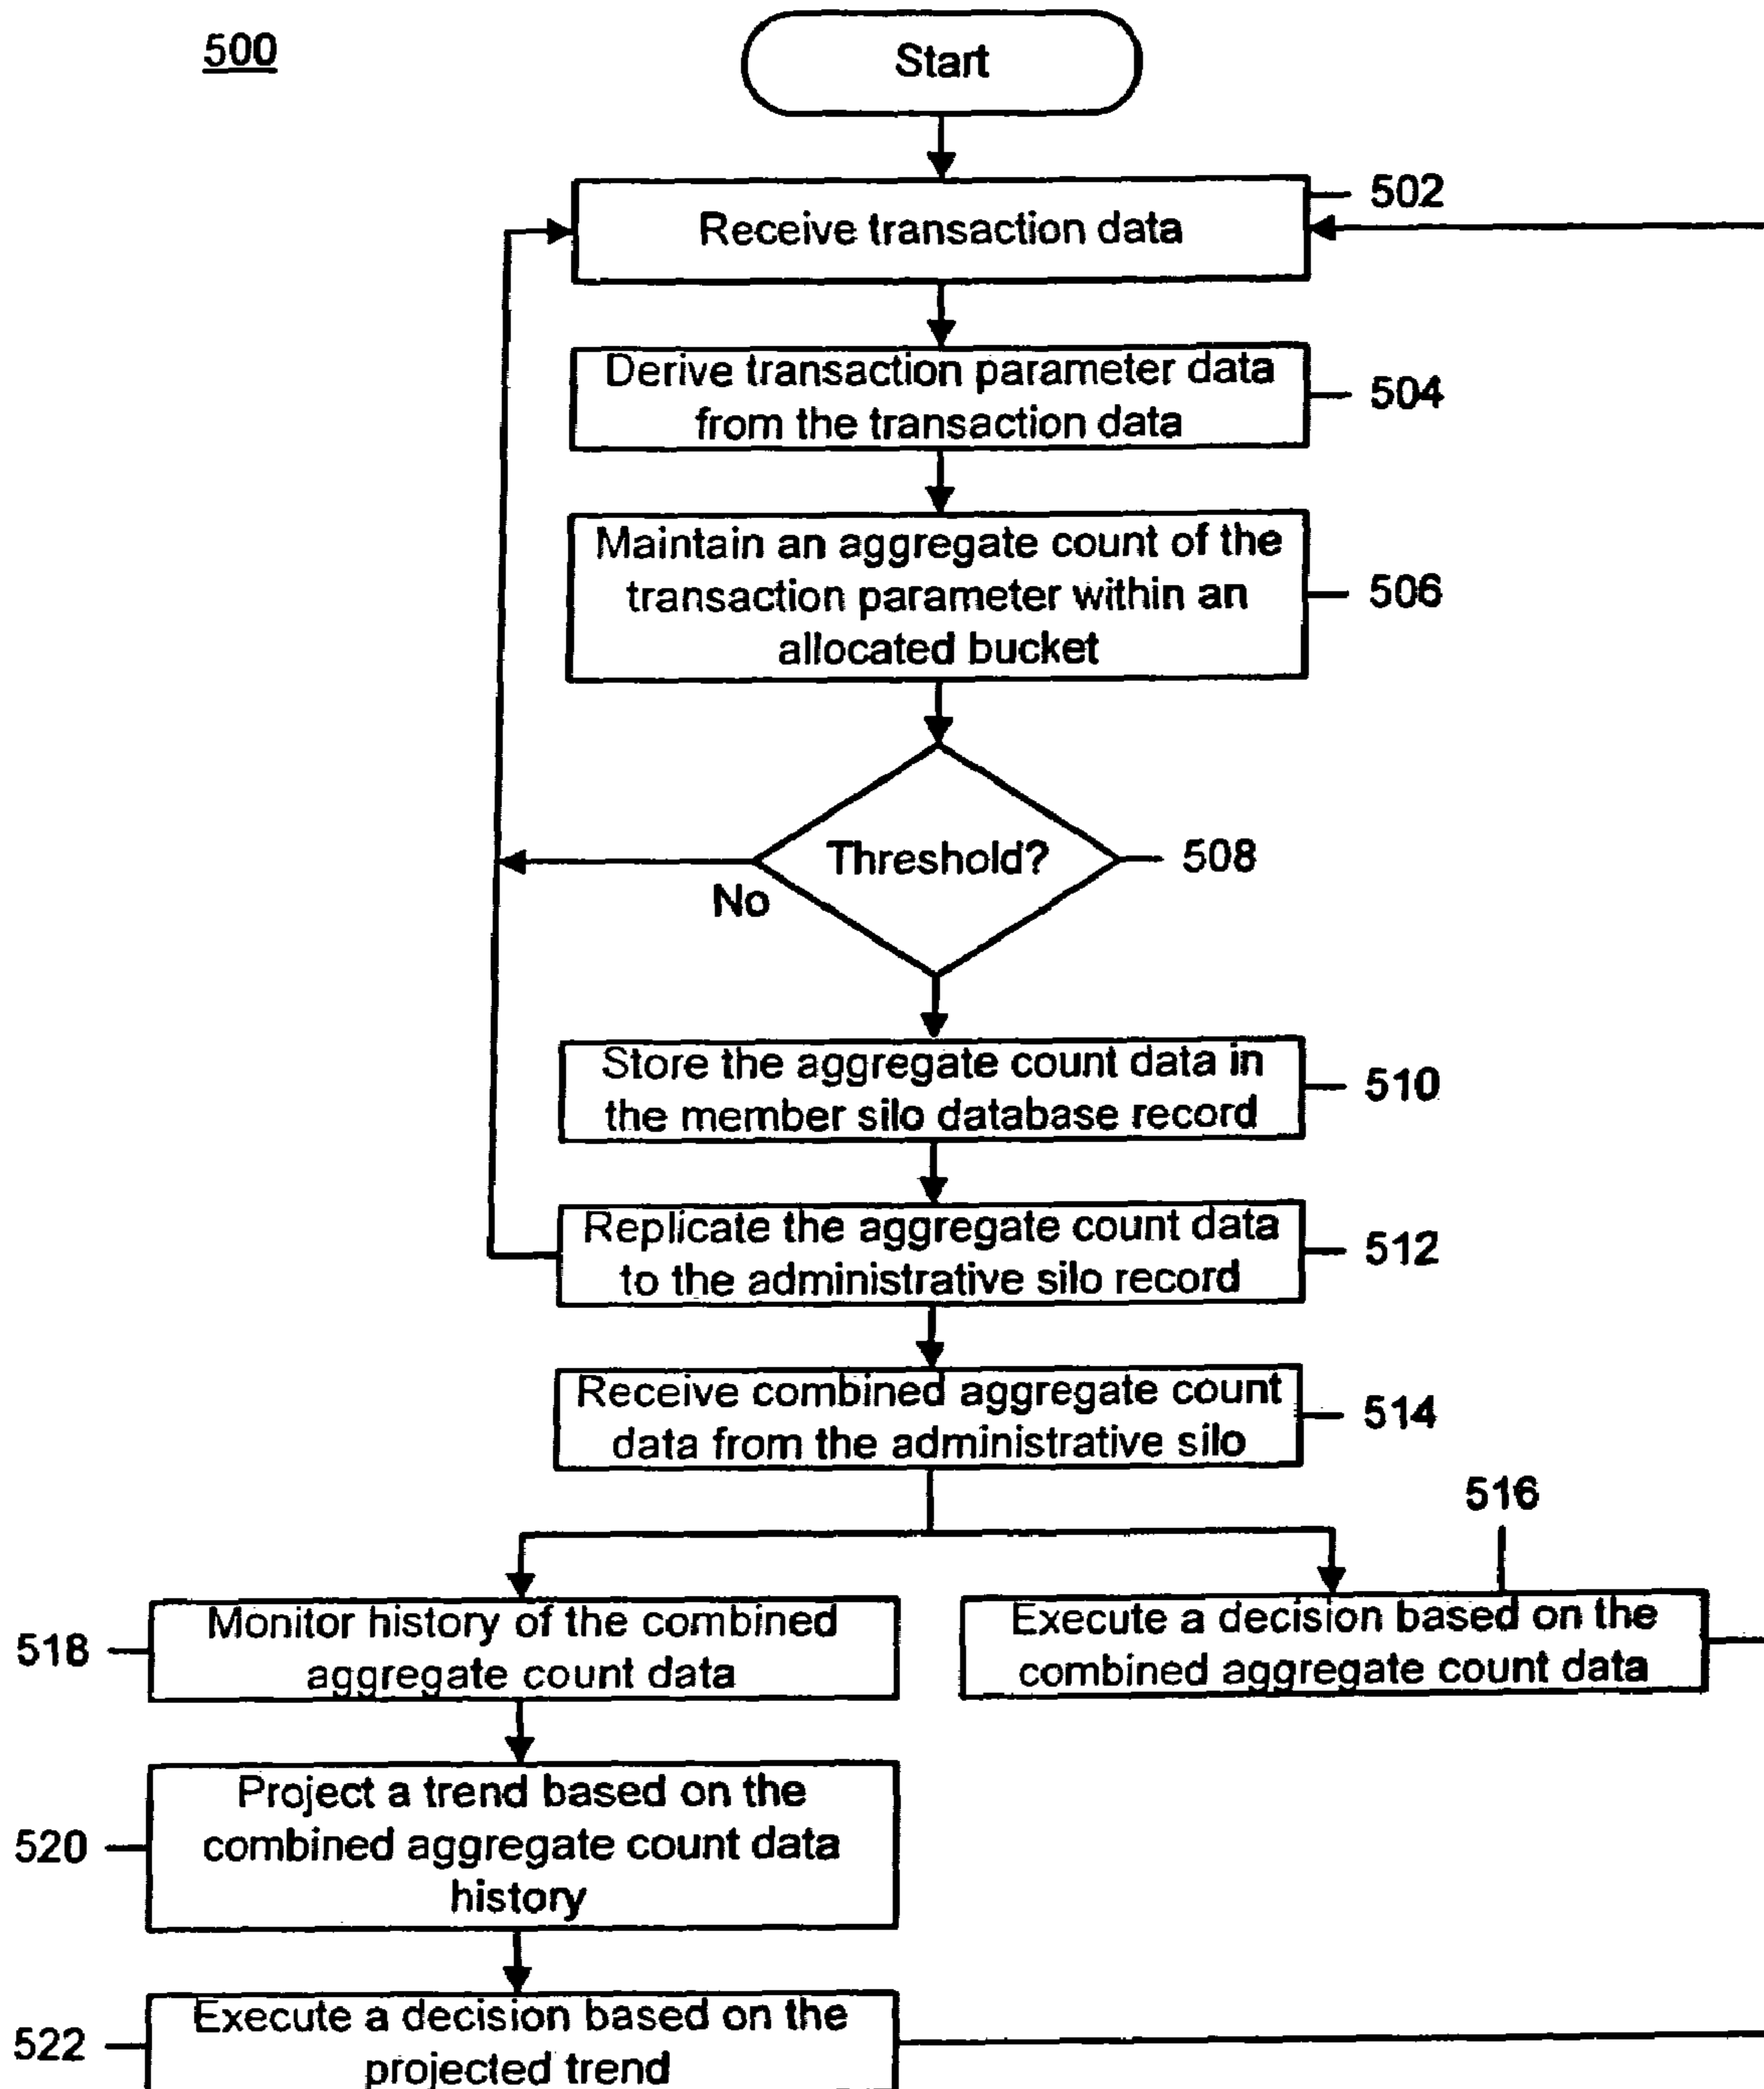 500
Start
Receive transaction data
502
Derive transaction parameter data
from the transaction data
504
Maintain an aggregate count of the
transaction parameter within an
allocated bucket
506
Threshold?
508
No
Store the aggregate count data in
the member silo database record
510
Replicate the aggregate count data
to the administrative silo record
512
Receive combined aggregate count
data from the administrative silo
514
516
Execute a decision based on the
combined aggregate count data
518
Monitor history of the combined
aggregate count data
520
Project a trend based on the
combined aggregate count data
history
522
Execute a decision based on the
projected trend